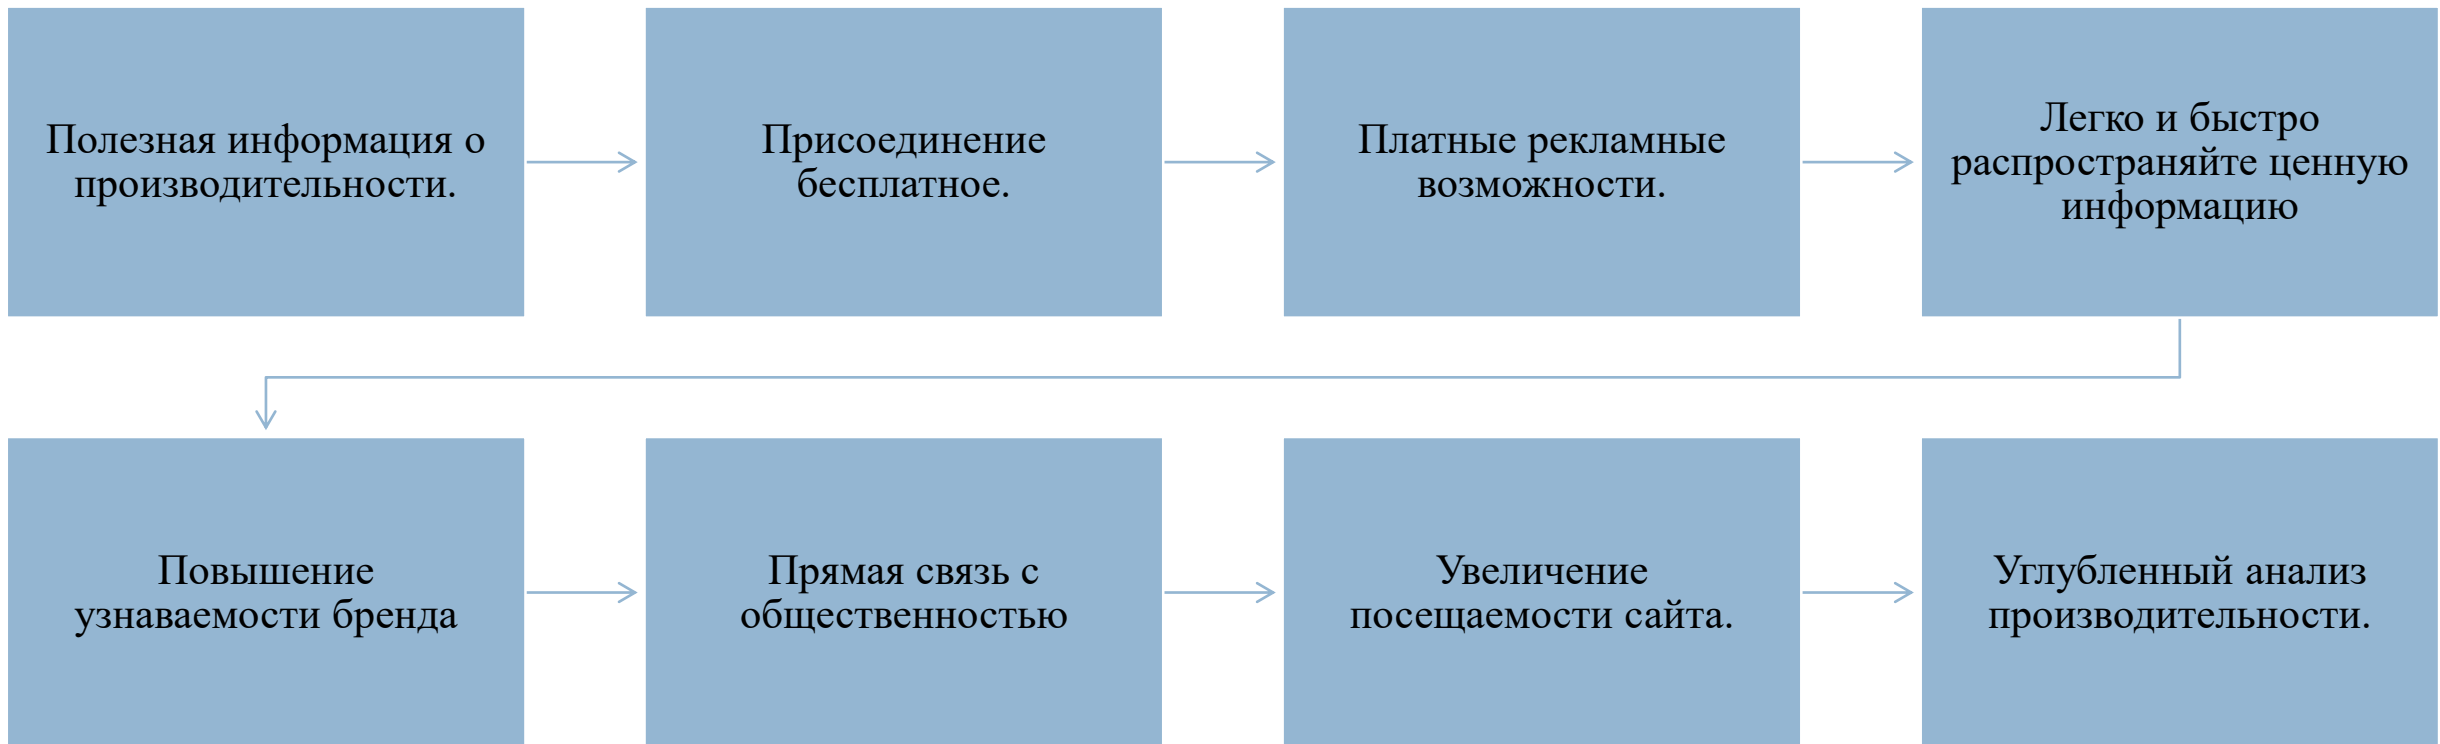 Полезная информация о
производительности.
Присоединение
бесплатное.
Платные рекламные
возможности.
Легко и быстро
распространяйте ценную
информацию
Повышение
узнаваемости бренда
Прямая связь с
общественностью
Увеличение
посещаемости сайта.
Углубленный анализ
производительности.